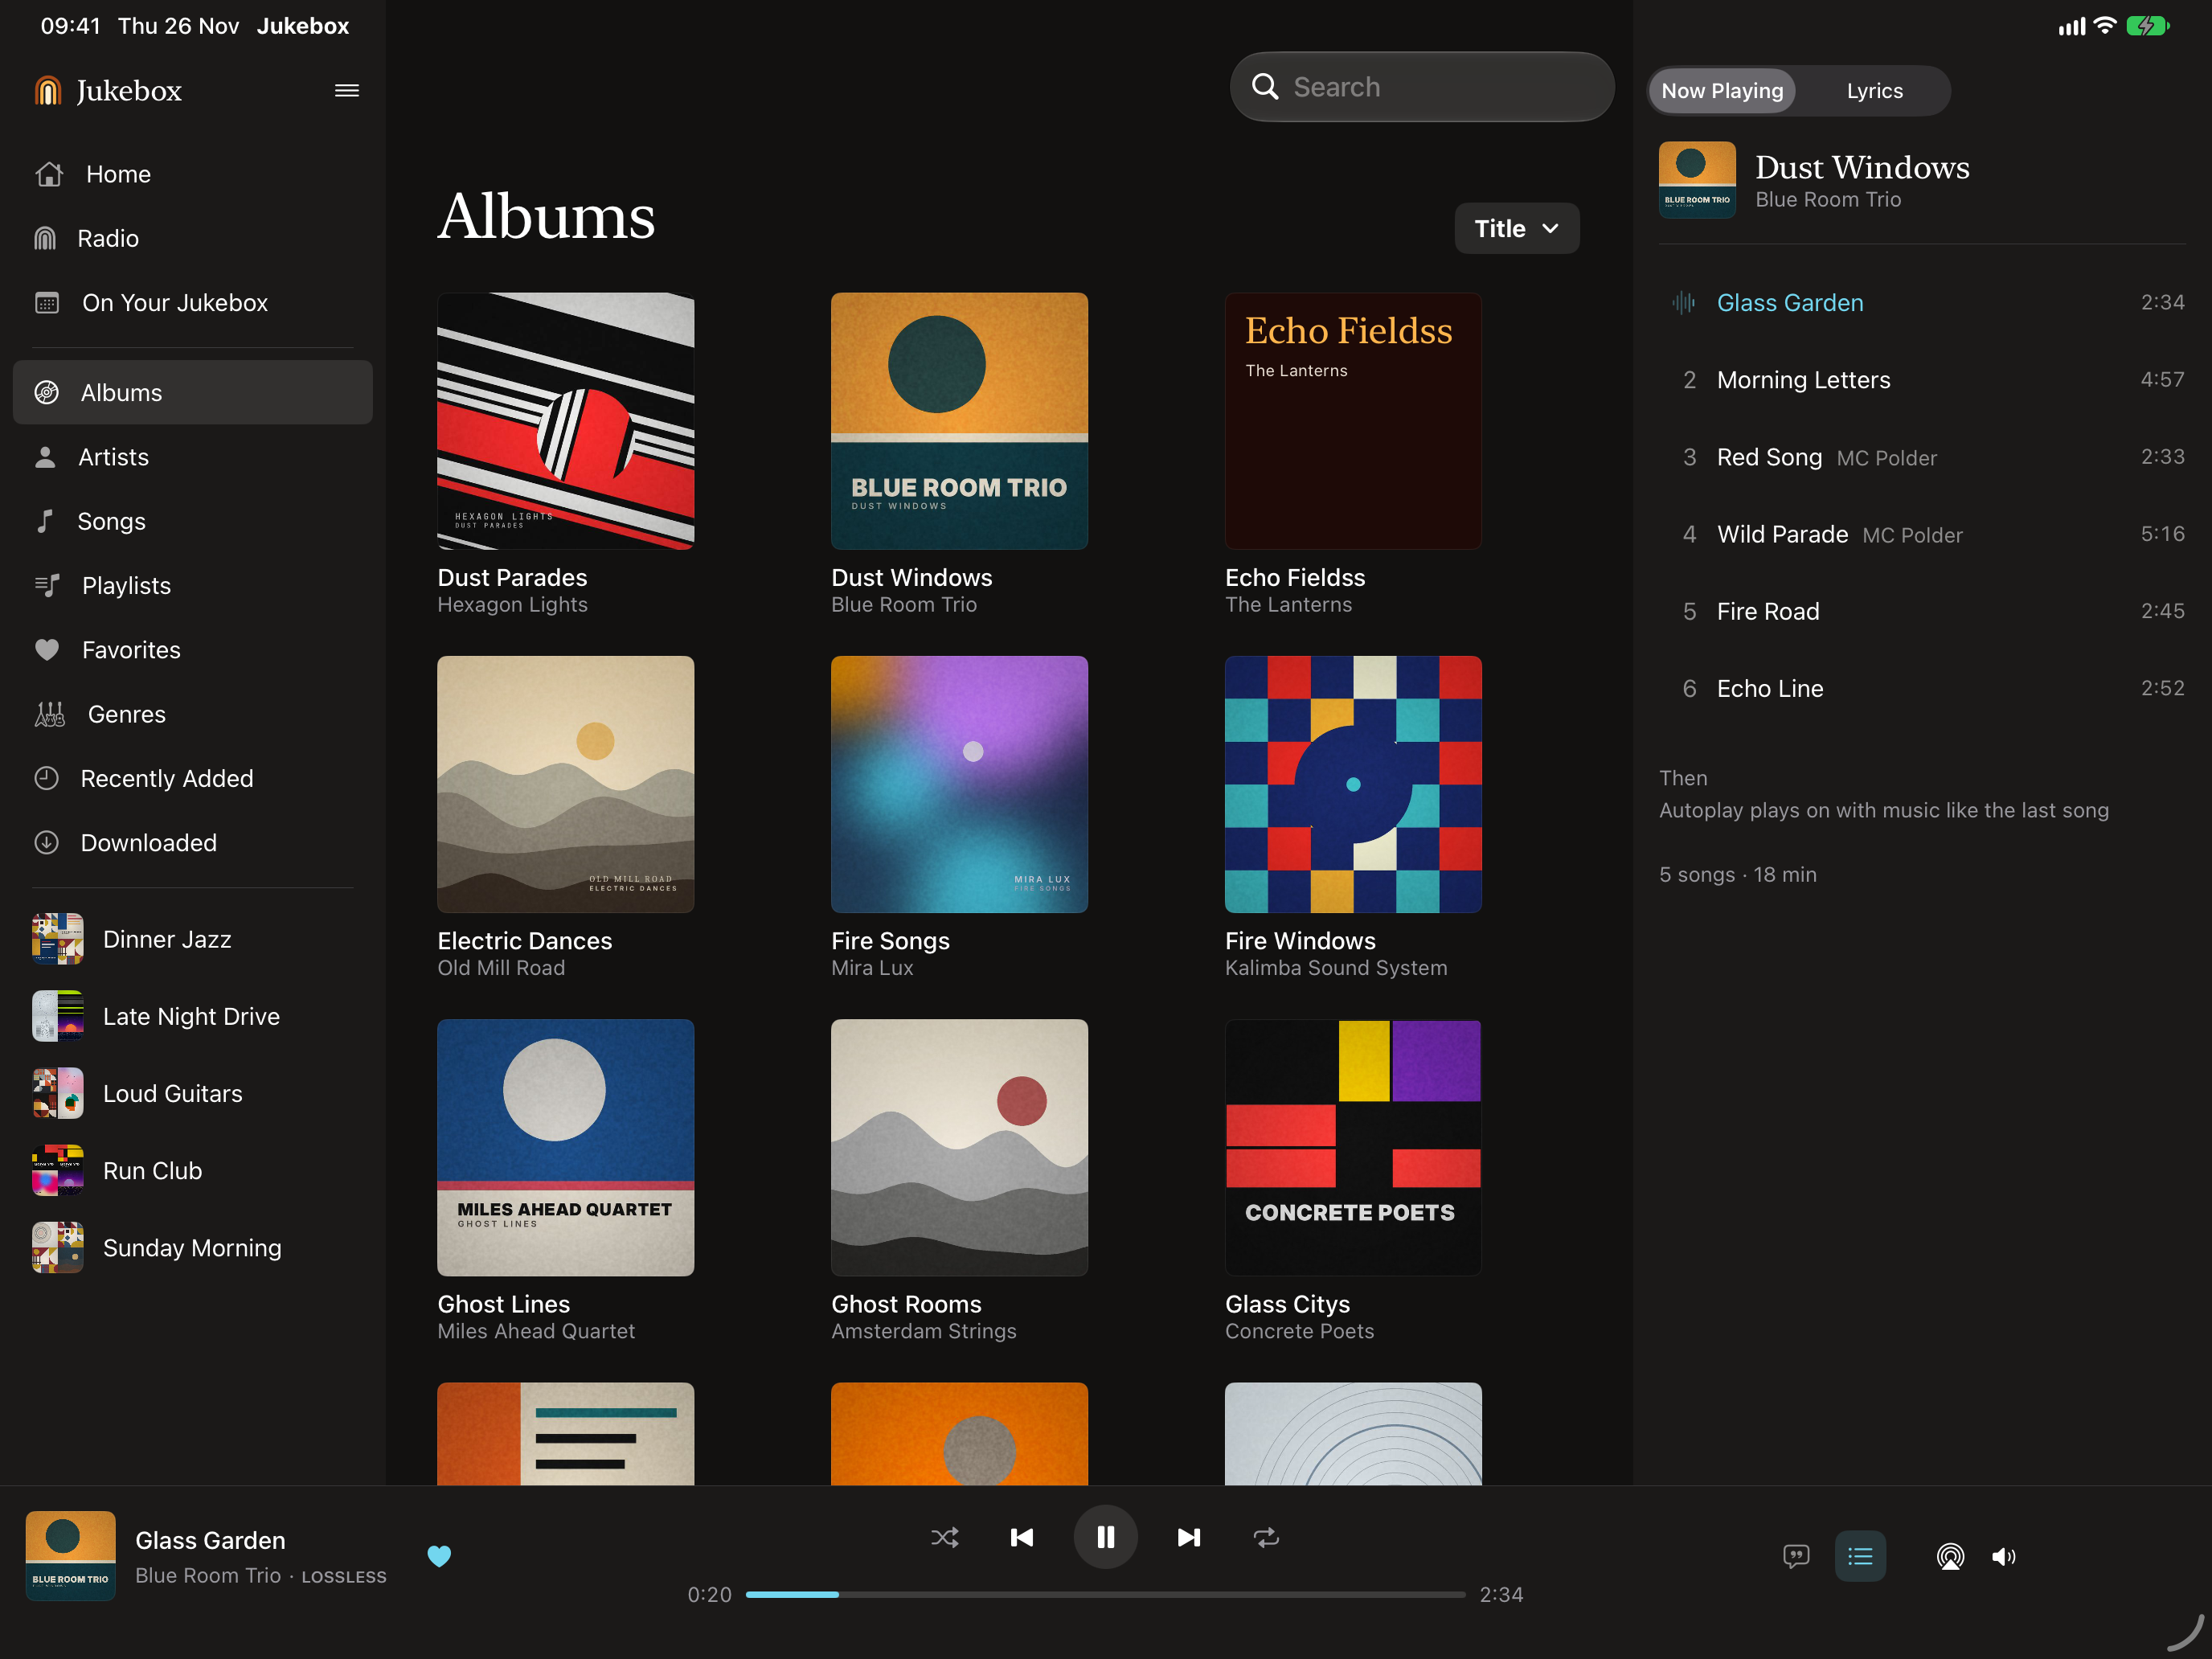 09:41 Thu 26 Nov Jukebox
Jukebox
Home
Radio
On Your Jukebox
Albums
Artists
Songs
Playlists
Favorites
Genres
Recently Added
Downloaded
Dinner Jazz
Late Night Drive
Loud Guitars
Run Club
Sunday Morning
Search
Albums
Title
HEXAGON LIGHTS
DUST PARADES
Dust Parades
Hexagon Lights
BLUE ROOM TRIO
DUST WINDOWS
Dust Windows
Blue Room Trio
Echo Fieldss
The Lanterns
Echo Fieldss
The Lanterns
OLD MILL ROAD
ELECTRIC DANCES
Electric Dances
Old Mill Road
MIRA LUX
FIRE SONGS
Fire Songs
Mira Lux
Fire Windows
Kalimba Sound System
MILES AHEAD QUARTET
GHOST LINES
Ghost Lines
Miles Ahead Quartet
Ghost Rooms
Amsterdam Strings
CONCRETE POETS
Glass Citys
Concrete Poets
Now Playing
Lyrics
BLUE ROOM TRIO
Dust Windows
Blue Room Trio
Glass Garden 2:34
2 Morning Letters 4:57
3 Red Song MC Polder 2:33
4 Wild Parade MC Polder 5:16
5 Fire Road 2:45
6 Echo Line 2:52
Then
Autoplay plays on with music like the last song
5 songs · 18 min
BLUE ROOM TRIO
Glass Garden
Blue Room Trio · LOSSLESS
0:20
2:34